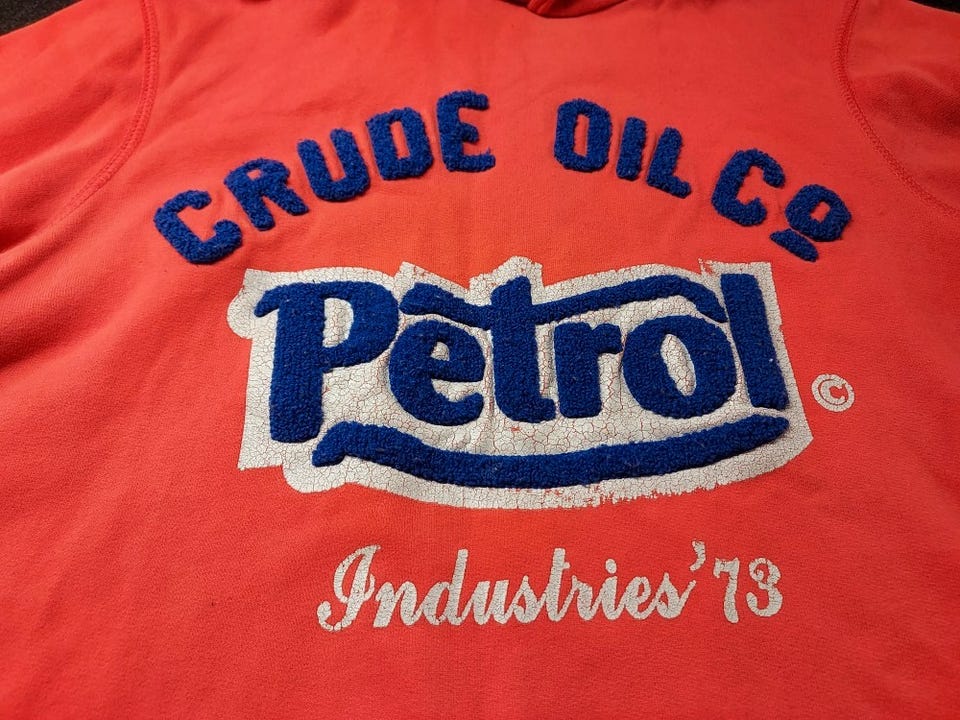 CRUDE OIL Co
Petrol ©
Industries '73